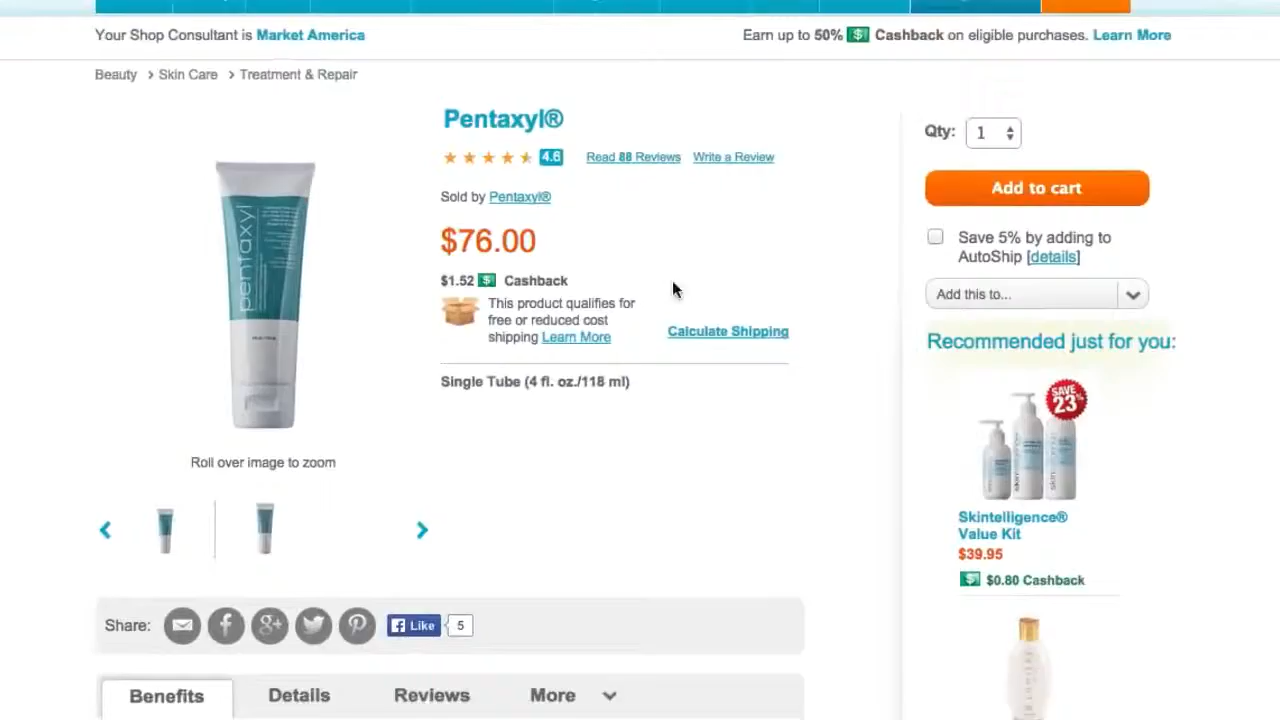 Your Shop Consultant is Market America
Earn up to 50% $ Cashback on eligible purchases. Learn More
Beauty > Skin Care > Treatment & Repair
Pentaxyl®
4.6 Read 88 Reviews Write a Review
Sold by Pentaxyl®
$76.00
$1.52 $ Cashback
This product qualifies for
free or reduced cost
shipping Learn More
Calculate Shipping
Single Tube (4 fl. oz./118 ml)
pentaxyl
Roll over image to zoom
Qty: 1
Add to cart
Save 5% by adding to
AutoShip [details]
Add this to...
Recommended just for you:
SAVE
23%
Skintelligence®
Value Kit
$39.95
$ $0.80 Cashback
Share: f g+ Like 5
Benefits Details Reviews More